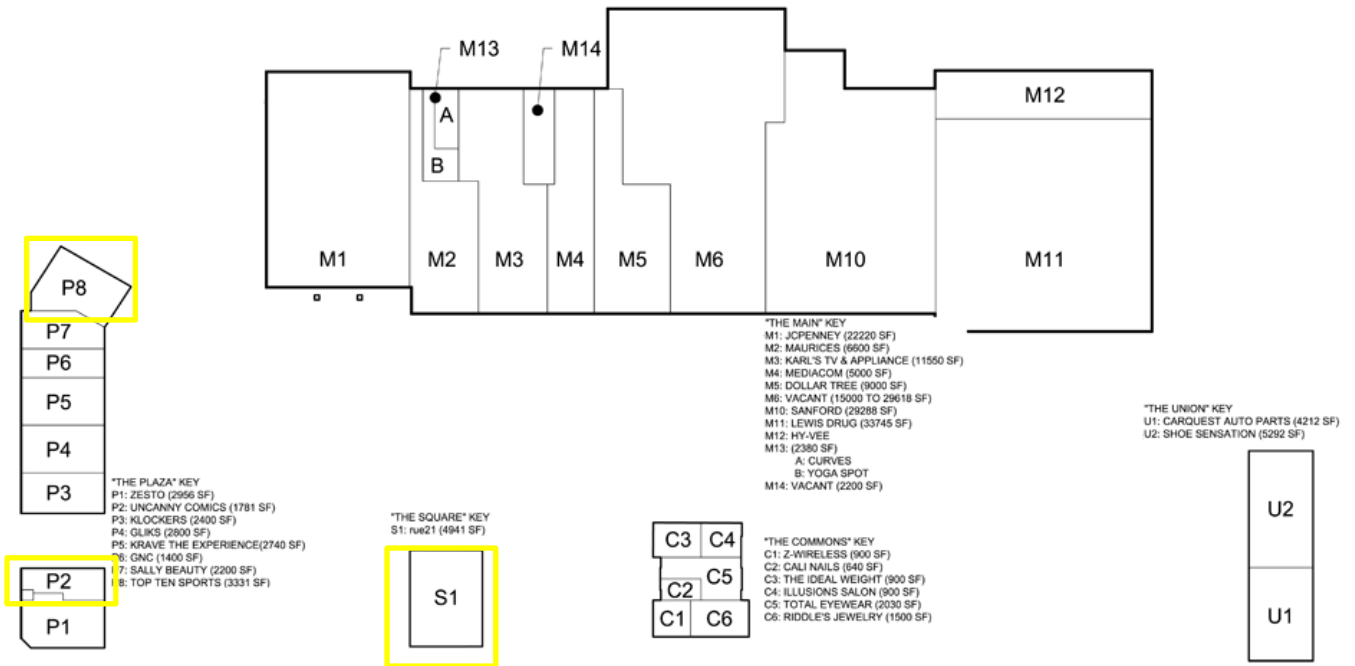 M13
M14
M12
A
B
M1
M2
M3
M4
M5
M6
M10
M11
P8
P7
P6
P5
P4
P3
P2
P1
"THE MAIN" KEY
M1: JCPENNEY (22220 SF)
M2: MAURICES (6600 SF)
M3: KARL'S TV & APPLIANCE (11550 SF)
M4: MEDIACOM (5000 SF)
M5: DOLLAR TREE (9000 SF)
M6: VACANT (15000 TO 29618 SF)
M10: SANFORD (29288 SF)
M11: LEWIS DRUG (33745 SF)
M12: HY-VEE
M13: (2380 SF)
A: CURVES
B: YOGA SPOT
M14: VACANT (2200 SF)
"THE UNION" KEY
U1: CARQUEST AUTO PARTS (4212 SF)
U2: SHOE SENSATION (5292 SF)
U2
U1
"THE PLAZA" KEY
P1: ZESTO (2956 SF)
P2: UNCANNY COMICS (1781 SF)
P3: KLOCKERS (2400 SF)
P4: GLIKS (2800 SF)
P5: KRAVE THE EXPERIENCE(2740 SF)
P6: GNC (1400 SF)
P7: SALLY BEAUTY (2200 SF)
P8: TOP TEN SPORTS (3331 SF)
"THE SQUARE" KEY
S1: rue21 (4941 SF)
S1
C3
C4
C5
C2
C1
C6
"THE COMMONS" KEY
C1: Z-WIRELESS (900 SF)
C2: CALI NAILS (640 SF)
C3: THE IDEAL WEIGHT (900 SF)
C4: ILLUSIONS SALON (900 SF)
C5: TOTAL EYEWEAR (2030 SF)
C6: RIDDLE'S JEWELRY (1500 SF)